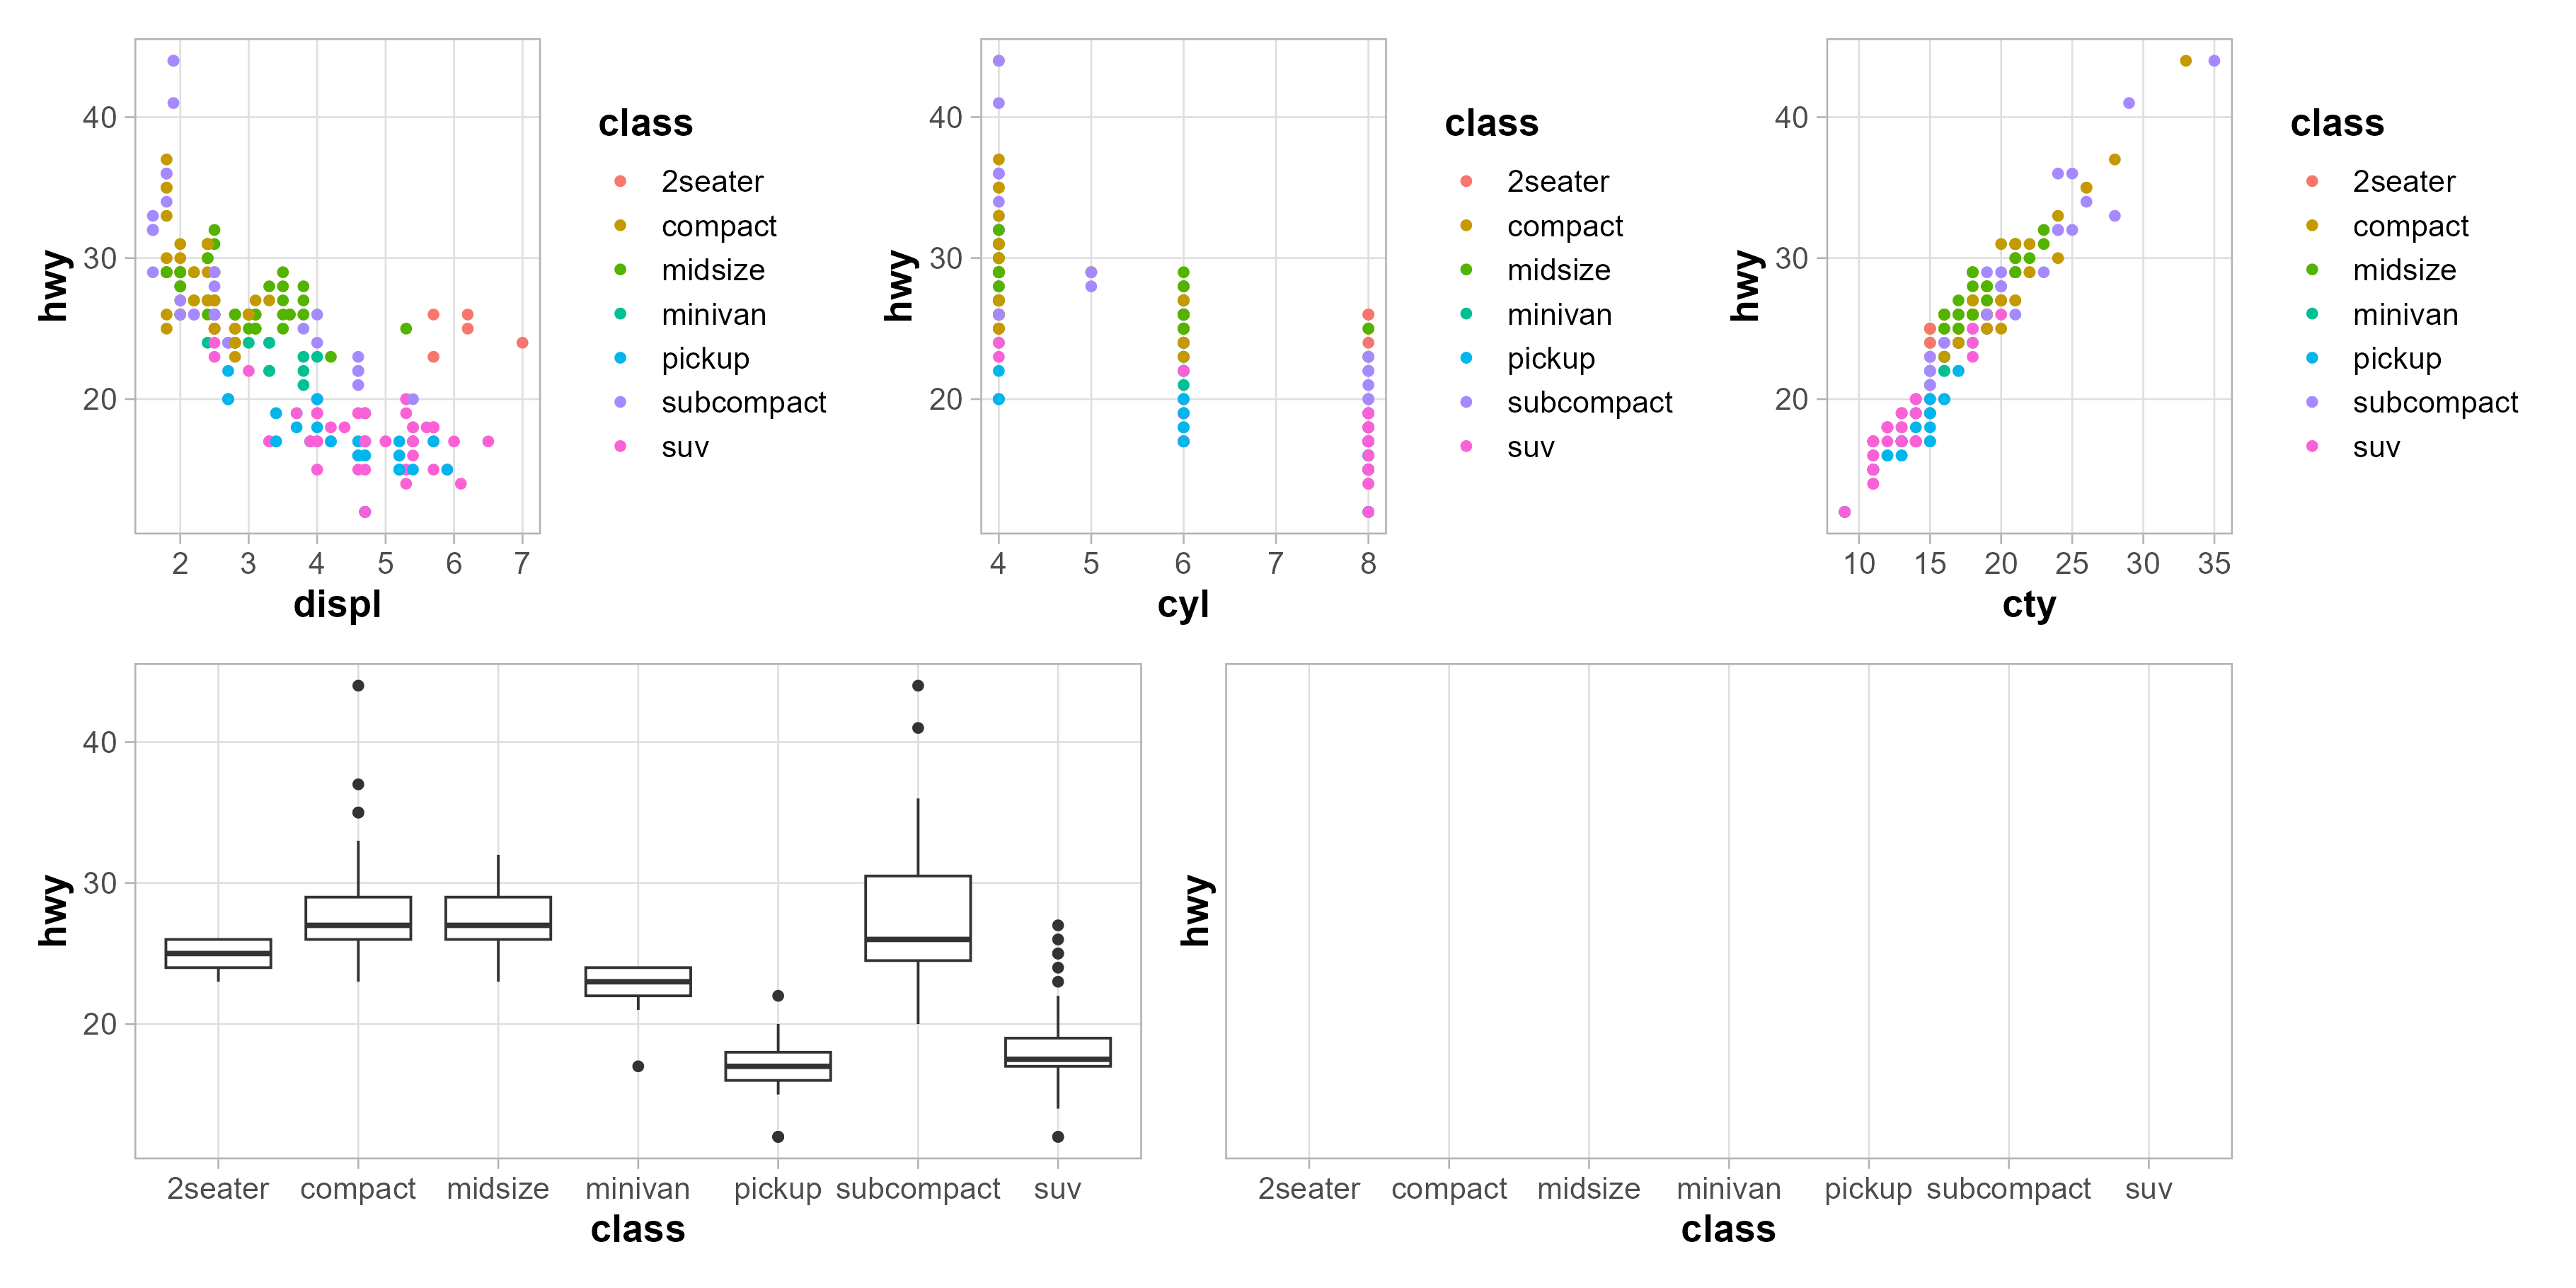 hwy
40
30
20
2 3 4 5 6 7
displ
class
2seater
compact
midsize
minivan
pickup
subcompact
suv
hwy
40
30
20
4 5 6 7 8
cyl
class
2seater
compact
midsize
minivan
pickup
subcompact
suv
hwy
40
30
20
10 15 20 25 30 35
cty
class
2seater
compact
midsize
minivan
pickup
subcompact
suv
hwy
40
30
20
2seater compact midsize minivan pickup subcompact suv
class
hwy
2seater compact midsize minivan pickup subcompact suv
class